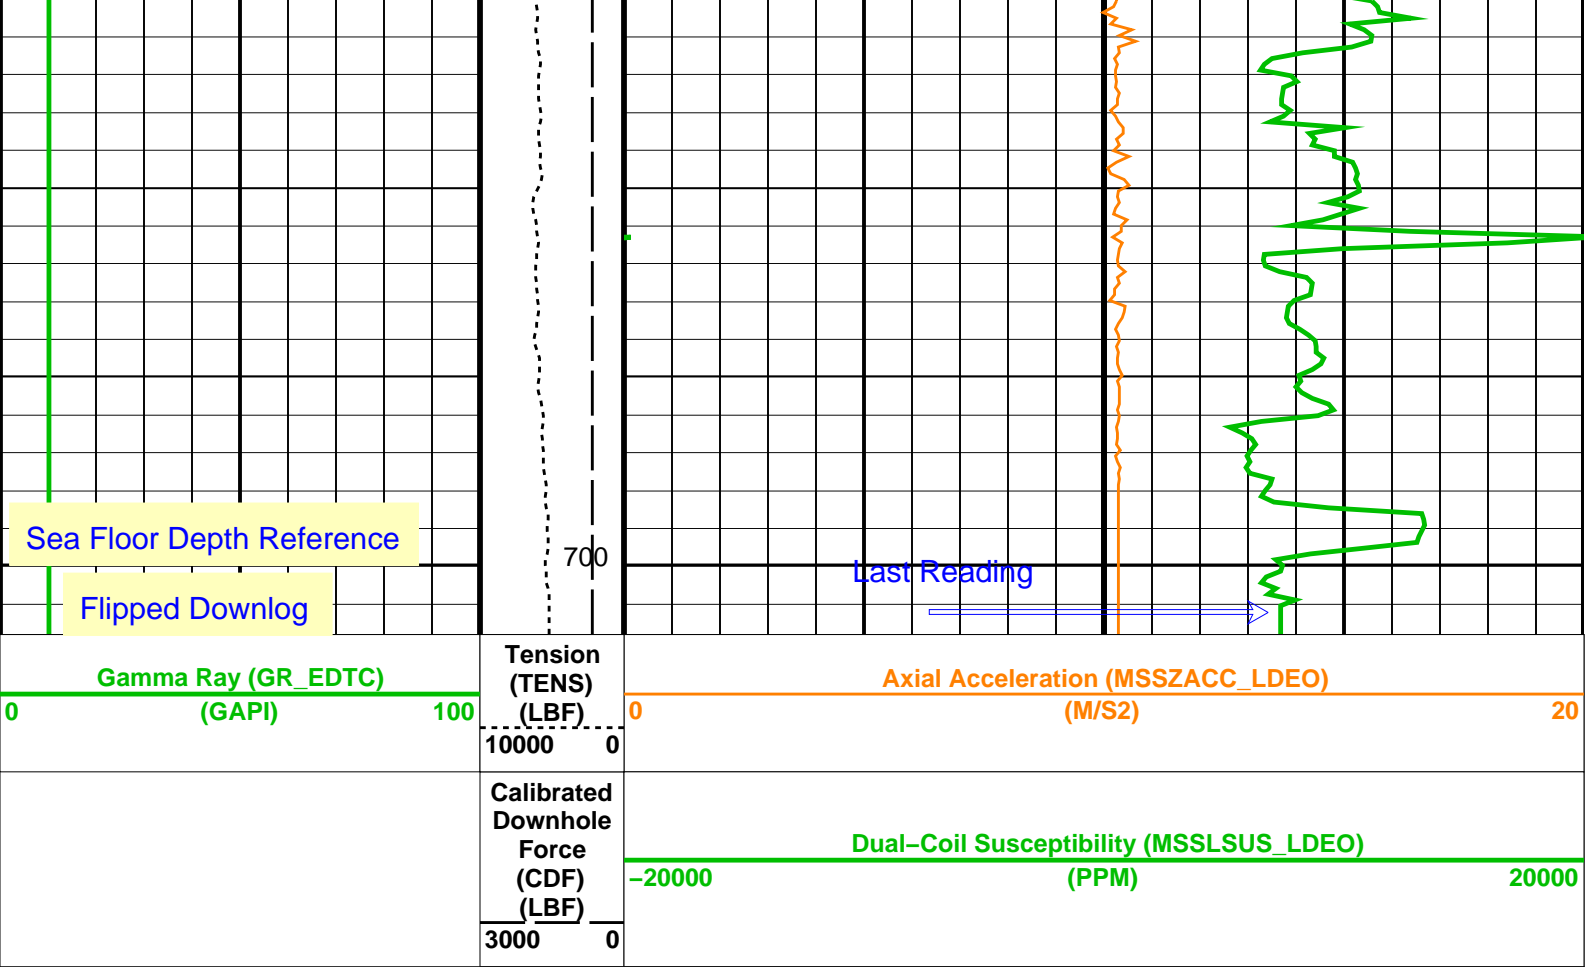 Sea Floor Depth Reference
700
Last Reading
Flipped Downlog
Gamma Ray (GR_EDTC)
(GAPI)
0 100
Tension
(TENS)
(LBF)
10000 0
Axial Acceleration (MSSZACC_LDEO)
(M/S2)
0 20
Calibrated
Downhole
Force
(CDF)
(LBF)
3000 0
Dual−Coil Susceptibility (MSSLSUS_LDEO)
−20000 (PPM) 20000